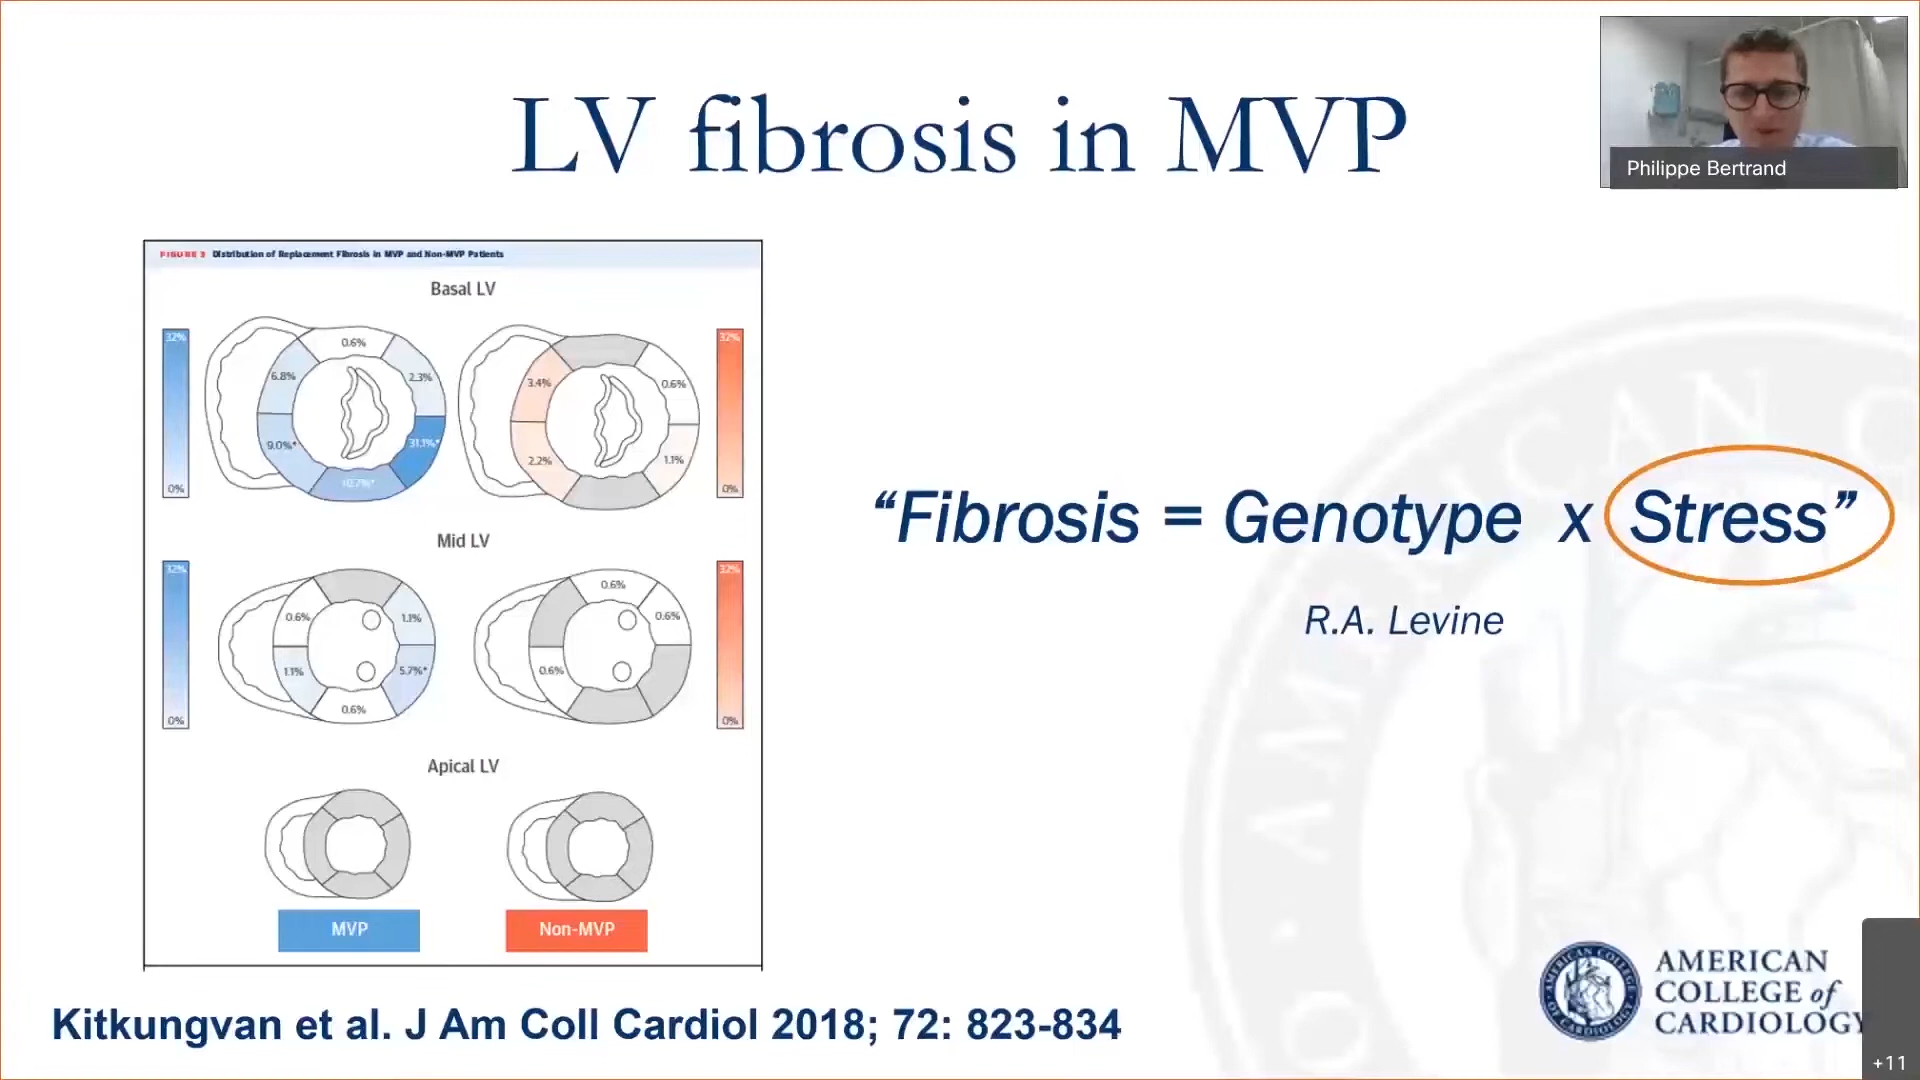 LV fibrosis in MVP
Philippe Bertrand
FIGURE 3 Distribution of Replacement Fibrosis in MVP and Non-MVP Patients
Basal LV
32%
0.6%
6.8%
2.3%
9.0%*
31.1%*
10.7%*
0%
32%
3.4%
0.6%
2.2%
1.1%
0%
Mid LV
32%
0.6%
1.1%
1.1%
5.7%*
0.6%
0%
32%
0.6%
0.6%
0.6%
0%
Apical LV
MVP
Non-MVP
“Fibrosis = Genotype x Stress”
R.A. Levine
Kitkungvan et al. J Am Coll Cardiol 2018; 72: 823-834
AMERICAN
COLLEGE of
CARDIOLOGY
+11